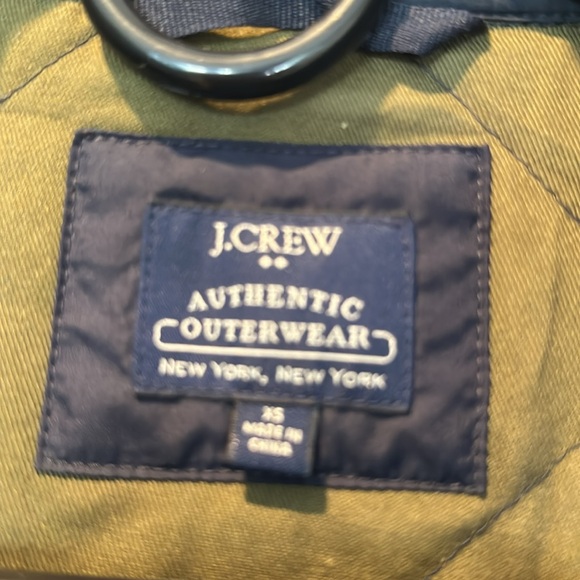 J.CREW
AUTHENTIC
OUTERWEAR
NEW YORK, NEW YORK
XS
MADE IN
CHINA